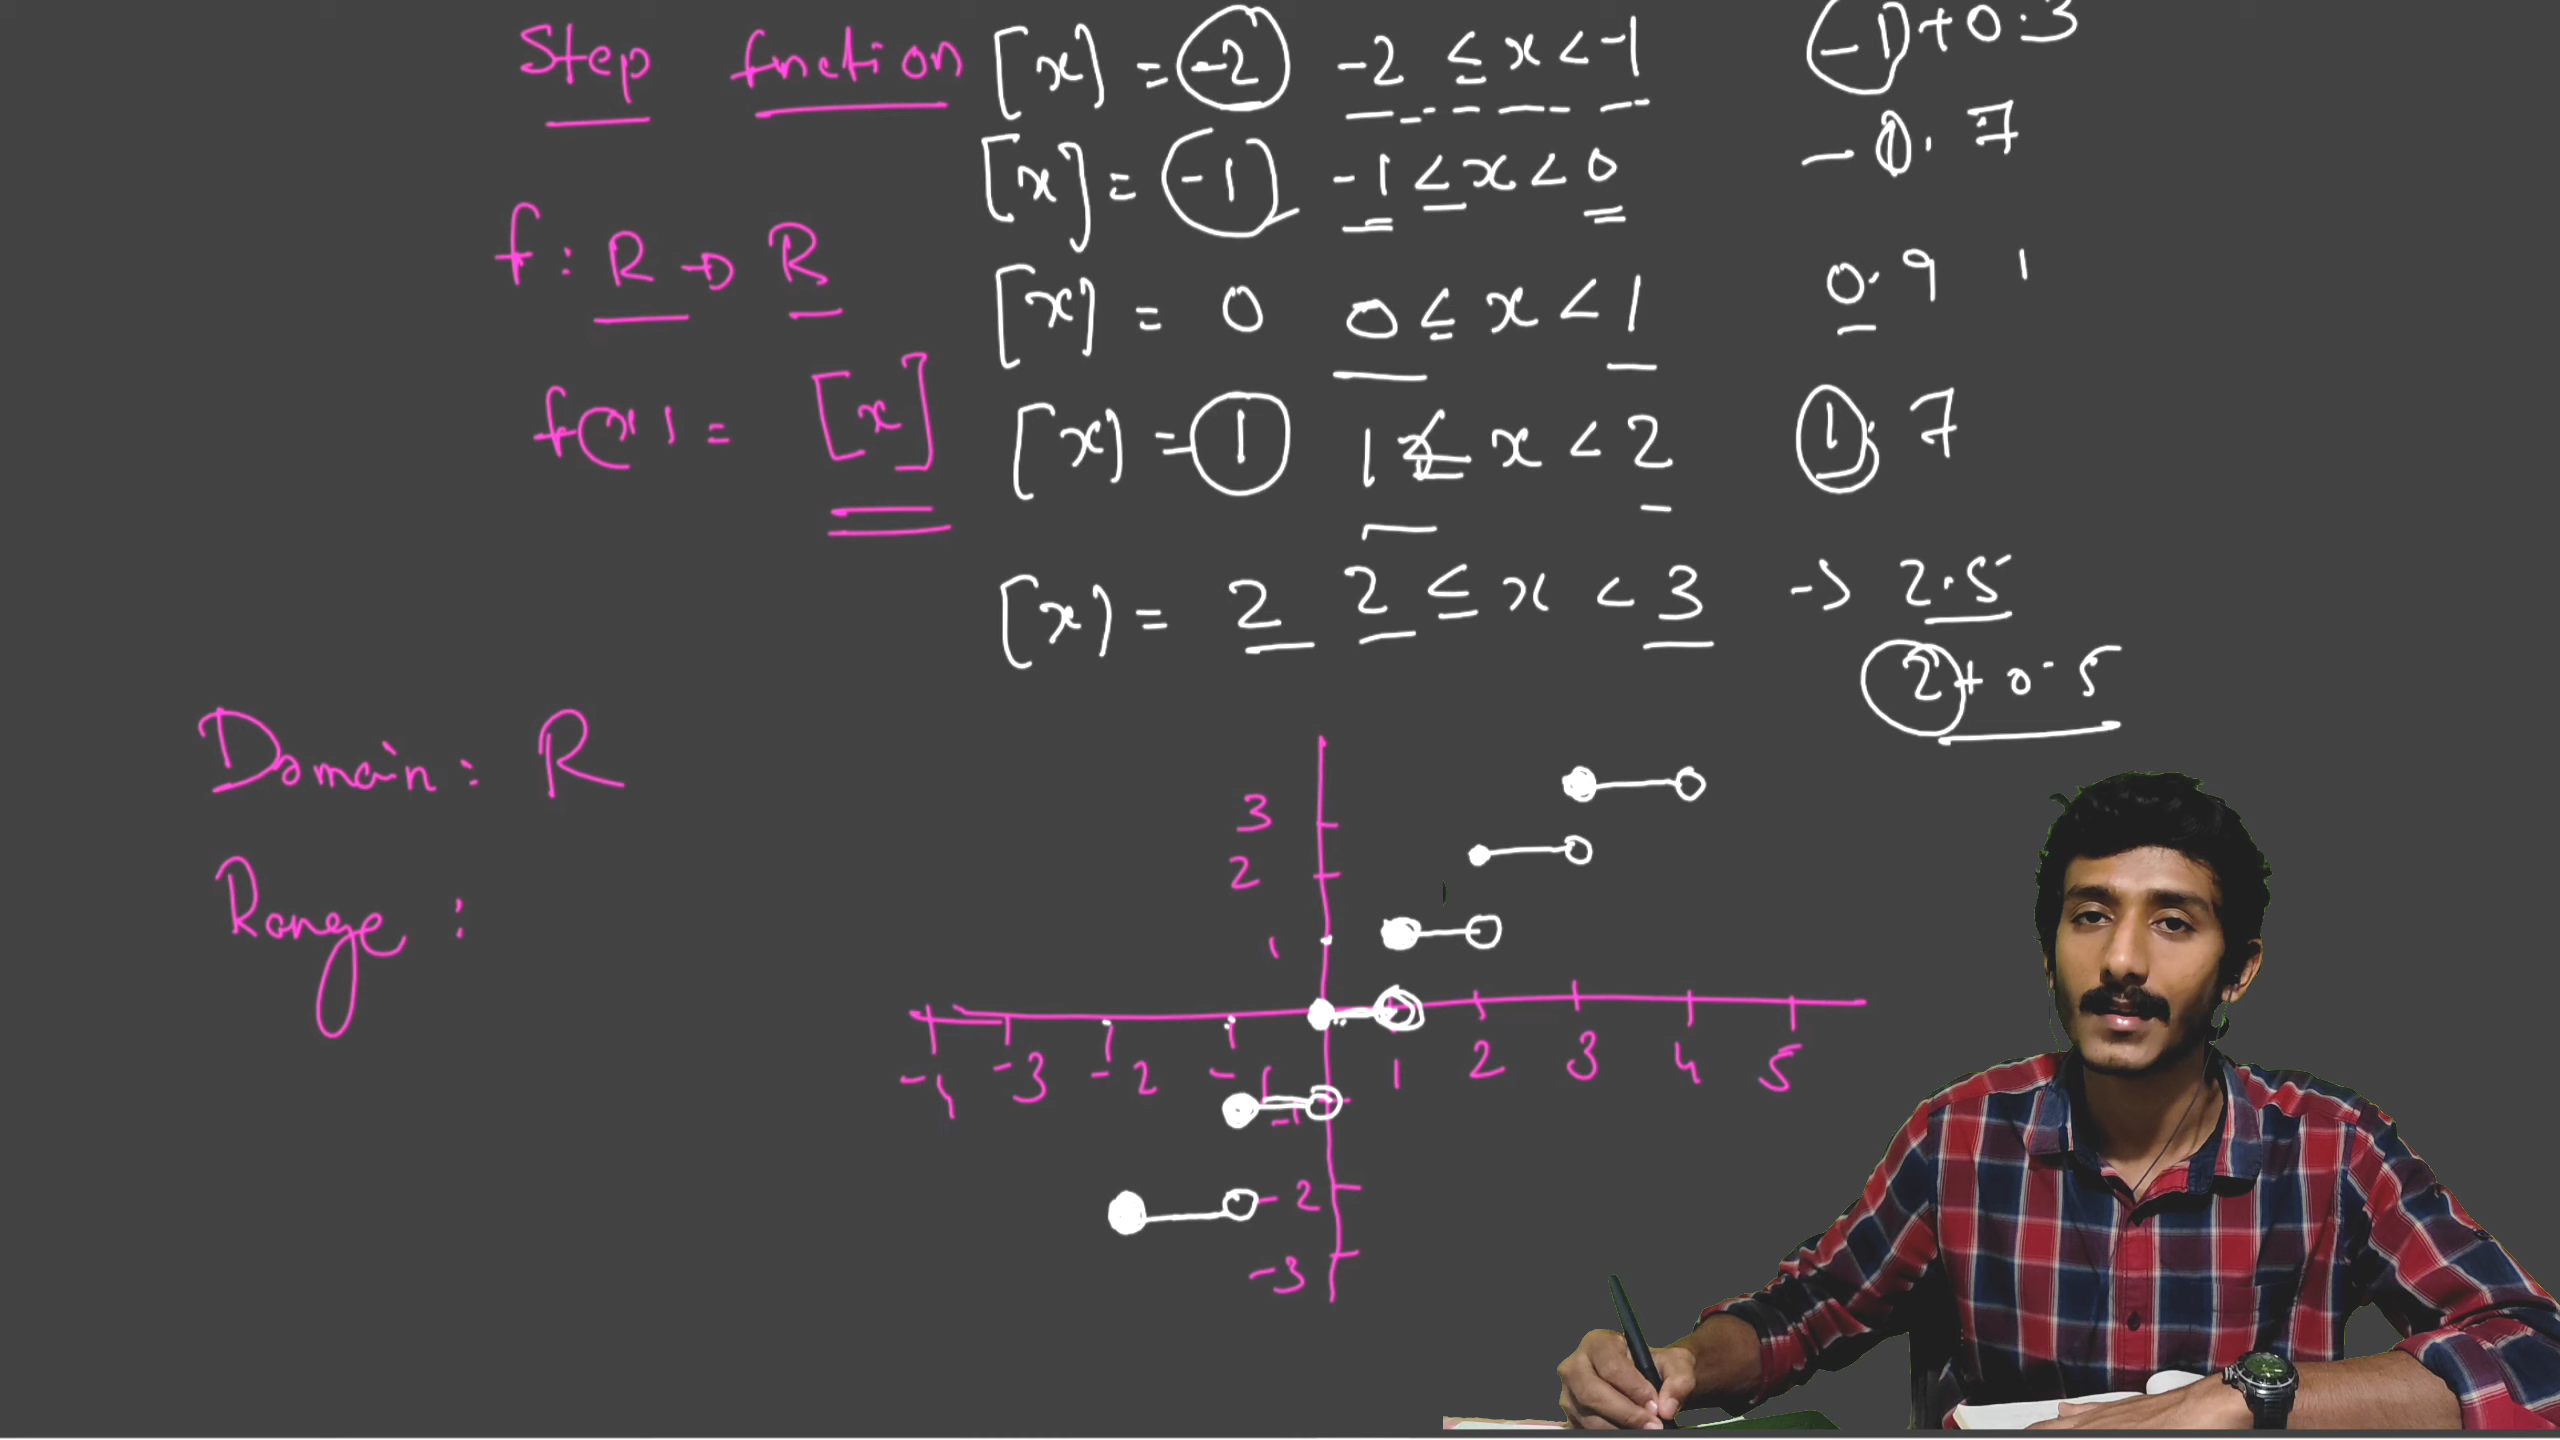 Step function
f: R → R
f(x) = [x]
[x] = -2 -2 ≤ x < -1 -1+0.3
[x] = -1 -1 ≤ x < 0 -0.7
[x] = 0 0 ≤ x < 1 0.9 1
[x] = 1 1 ≤ x < 2 1.7
[x] = 2 2 ≤ x < 3 → 2.5
2+0.5
Domain: R
Range:
3
2
1
-4 -3 -2 -1 1 2 3 4 5
-1
-2
-3